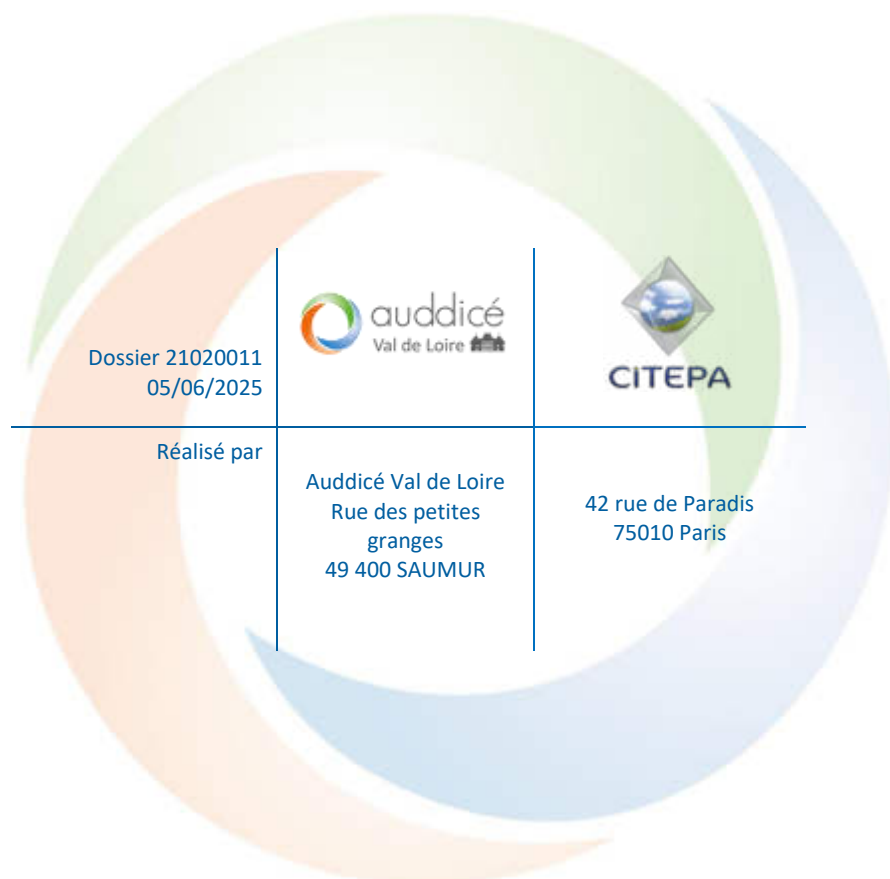 auddicé
Val de Loire
CITEPA
Dossier 21020011
05/06/2025
Réalisé par
Auddicé Val de Loire
Rue des petites
granges
49 400 SAUMUR
42 rue de Paradis
75010 Paris